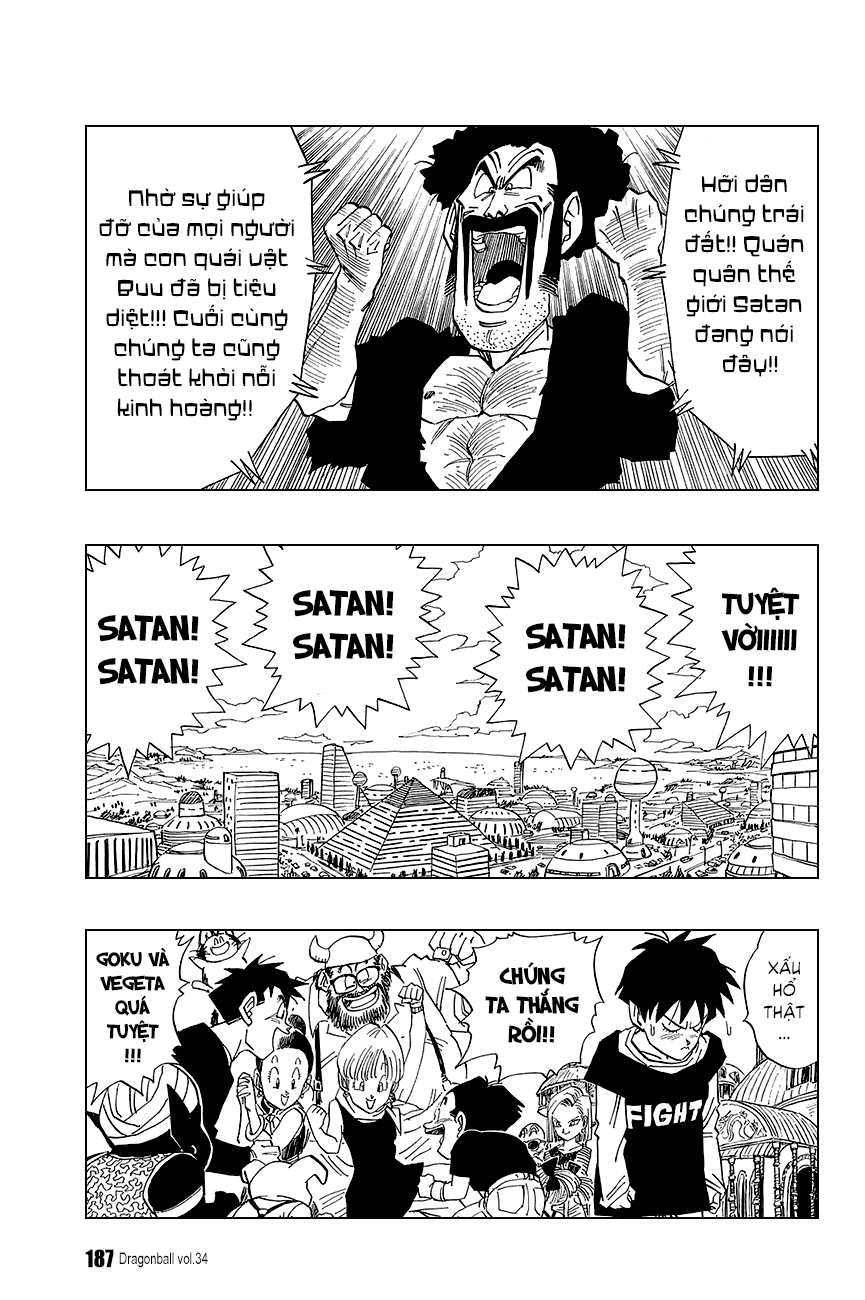 Hỡi dân
chúng trái
đất!! Quán
quân thế
giới Satan
đang nói
đây!!
Nhờ sự giúp
đỡ của mọi người
mà con quái vật
Buu đã bị tiêu
diệt!!! Cuối cùng
chúng ta cũng
thoát khỏi nỗi
kinh hoàng!!
TUYỆT
VỜIIIIII
!!!
SATAN!
SATAN!
SATAN!
SATAN!
SATAN!
SATAN!
XẤU
HỔ
THẬT
...
CHÚNG
TA THẮNG
RỒI!!!
GOKU VÀ
VEGETA
QUÁ
TUYỆT
!!!
FIGHT
187 Dragonball vol.34